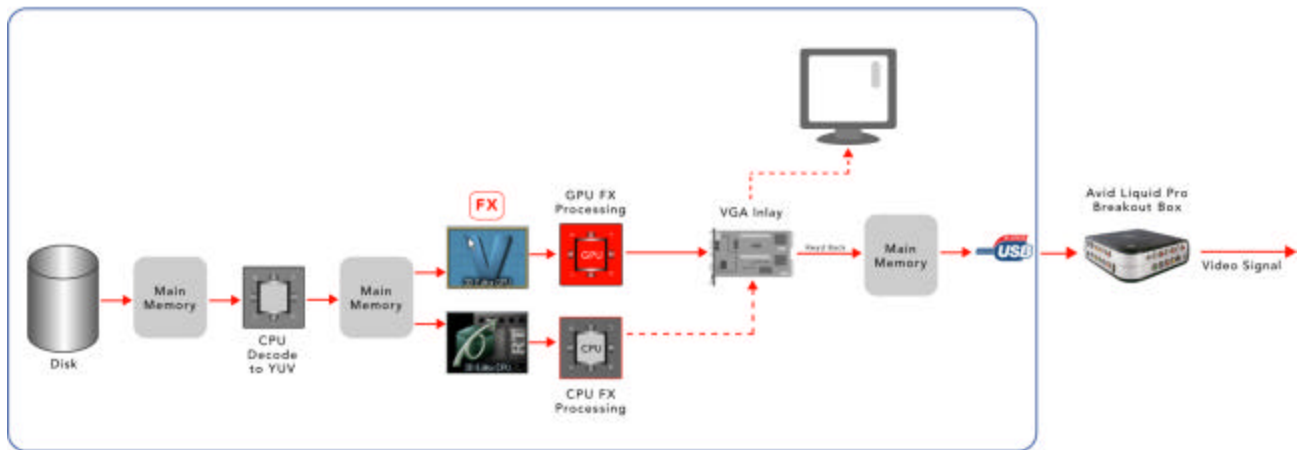 FX
GPU FX
Processing
GPU
VGA Inlay
Read Back
Avid Liquid Pro
Breakout Box
Main
Memory
Main
Memory
Main
Memory
USB
Video Signal
RT
CPU
Disk
CPU
Decode
to YUV
CPU FX
Processing